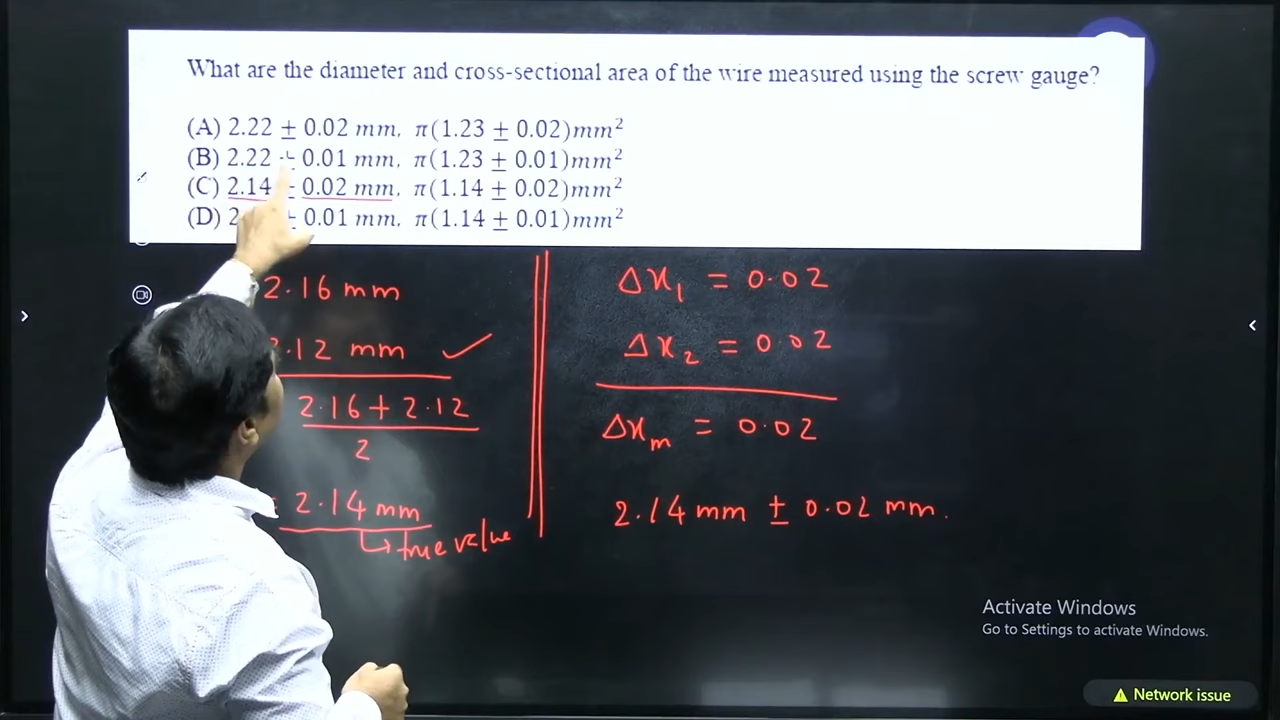 What are the diameter and cross-sectional area of the wire measured using the screw gauge?
(A) 2.22 ± 0.02 mm, π(1.23 ± 0.02)mm²
(B) 2.22 ± 0.01 mm, π(1.23 ± 0.01)mm²
(C) 2.14 ± 0.02 mm, π(1.14 ± 0.02)mm²
(D) 2. ± 0.01 mm, π(1.14 ± 0.01)mm²
2.16 mm
2.12 mm ✓
2.16 + 2.12
2
= 2.14 mm
↳ true value
Δx₁ = 0.02
Δx₂ = 0.02
Δxₘ = 0.02
2.14 mm ± 0.02 mm.
Activate Windows
Go to Settings to activate Windows.
Network issue